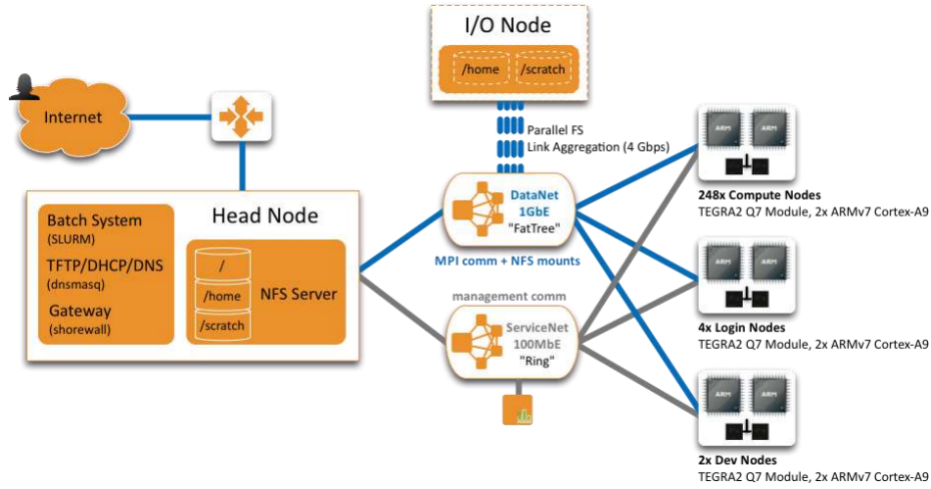 I/O Node
/home
/scratch
Internet
Parallel FS
Link Aggregation (4 Gbps)
Head Node
Batch System
(SLURM)
TFTP/DHCP/DNS
(dnsmasq)
Gateway
(shorewall)
/
/home
/scratch
NFS Server
DataNet
1GbE
"FatTree"
MPI comm + NFS mounts
management comm
ServiceNet
100MbE
"Ring"
ARM
ARM
248x Compute Nodes
TEGRA2 Q7 Module, 2x ARMv7 Cortex-A9
ARM
ARM
4x Login Nodes
TEGRA2 Q7 Module, 2x ARMv7 Cortex-A9
ARM
ARM
2x Dev Nodes
TEGRA2 Q7 Module, 2x ARMv7 Cortex-A9